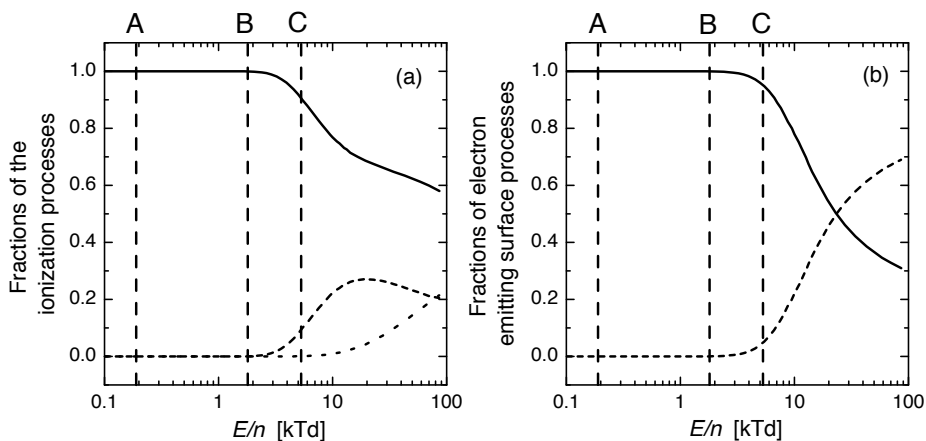 A B C
(a)
1.0
0.8
0.6
0.4
0.2
0.0
0.1 1 10 100
E/n [kTd]
Fractions of the
ionization processes
A B C
(b)
1.0
0.8
0.6
0.4
0.2
0.0
0.1 1 10 100
E/n [kTd]
Fractions of electron
emitting surface processes